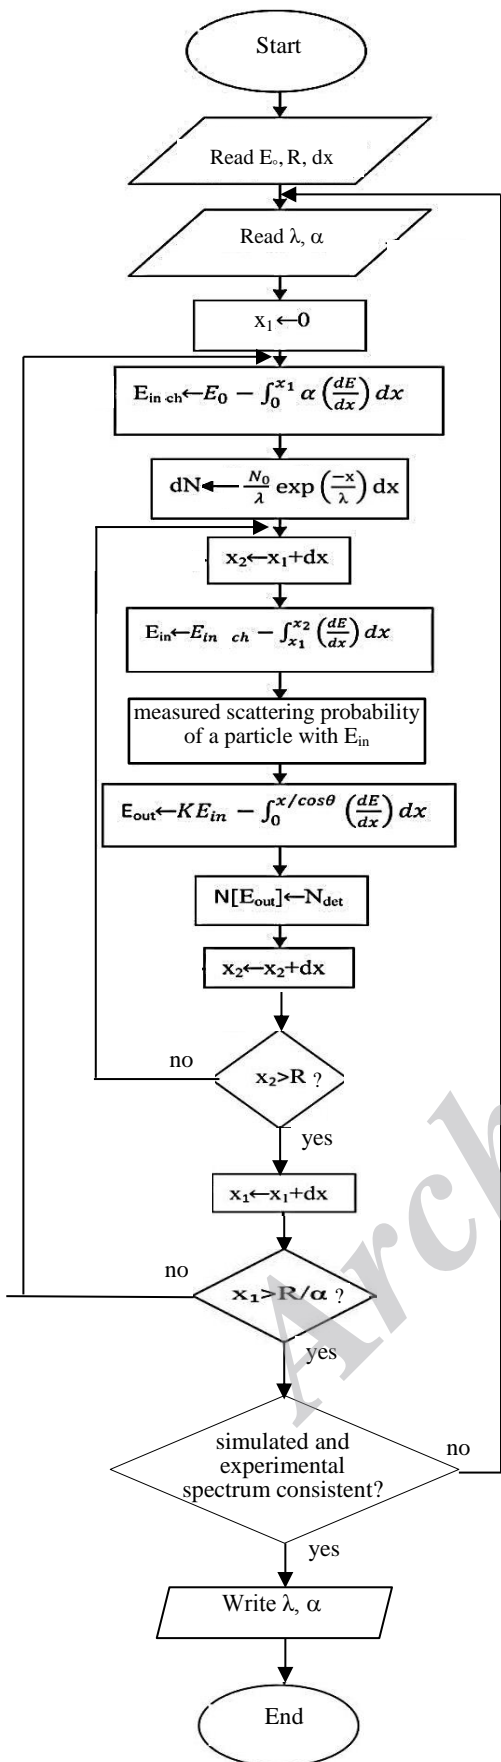 Start
Read E₀, R, dx
Read λ, α
x₁←0
E_in ch←E₀ − ∫₀^x₁ α (dE/dx) dx
dN← N₀/λ exp (−x/λ) dx
x₂←x₁+dx
E_in←E_in ch − ∫_x₁^x₂ (dE/dx) dx
measured scattering probability
of a particle with E_in
E_out←KE_in − ∫₀^x/cosθ (dE/dx) dx
N[E_out]←N_det
x₂←x₂+dx
no
x₂>R ?
yes
x₁←x₁+dx
no
x₁>R/α ?
yes
simulated and
experimental
spectrum consistent?
no
yes
Write λ, α
End
Arch